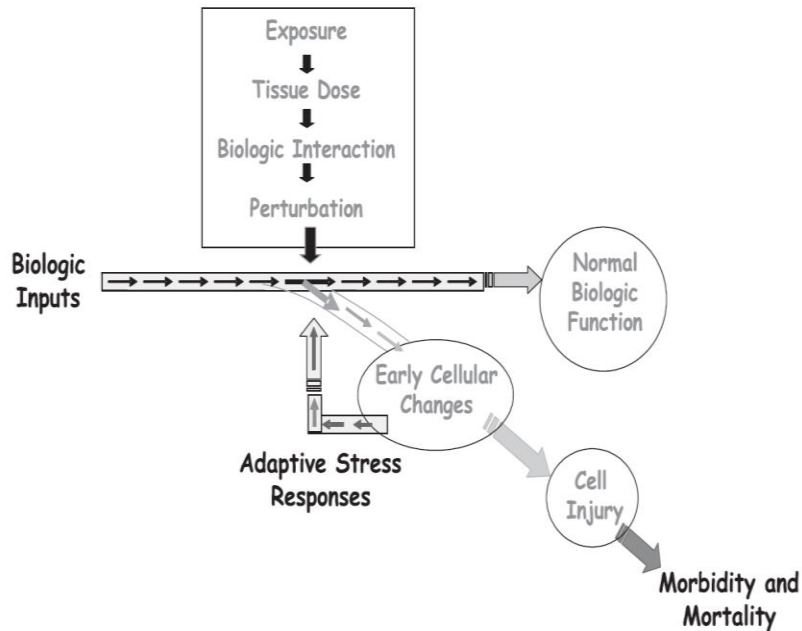 Exposure
Tissue Dose
Biologic Interaction
Perturbation
Biologic
Inputs
Normal
Biologic
Function
Early Cellular
Changes
Adaptive Stress
Responses
Cell
Injury
Morbidity and
Mortality